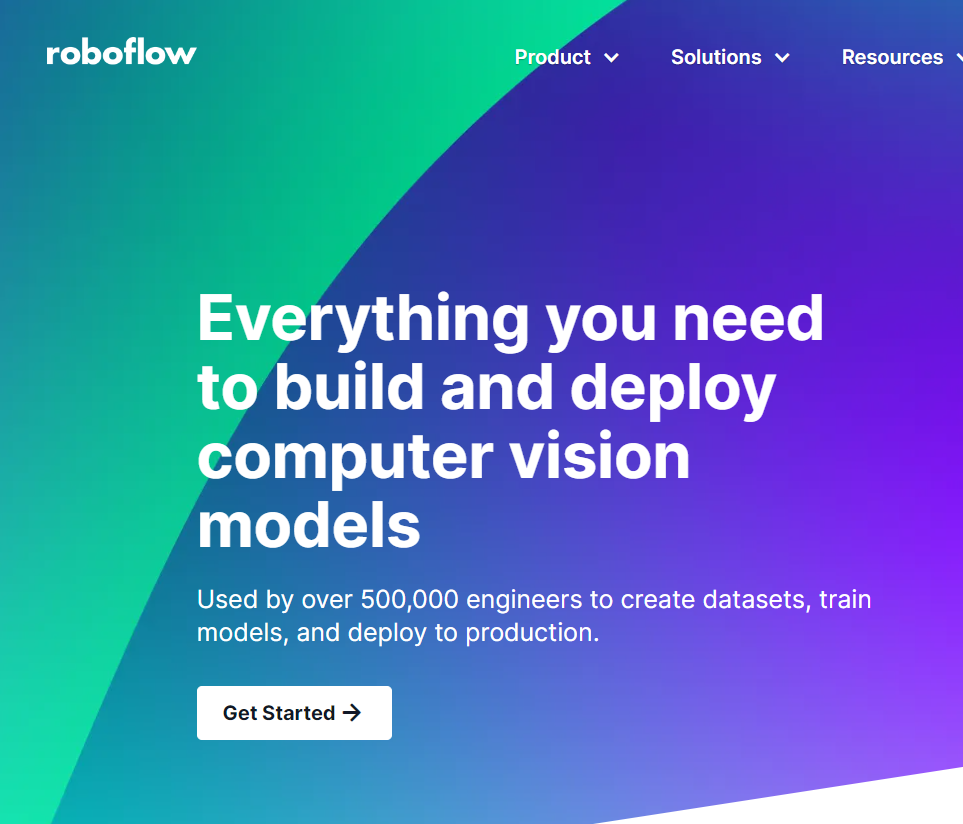 roboflow
Product
Solutions
Resources
Everything you need
to build and deploy
computer vision
models
Used by over 500,000 engineers to create datasets, train
models, and deploy to production.
Get Started →